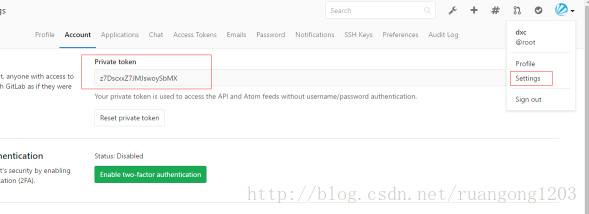 gs
Search
Profile Account Applications Chat Access Tokens Emails Password Notifications SSH Keys Preferences Audit Log
dxc
@root
Profile
Settings
Sign out
Private token
t, anyone with access to
h GitLab as if they were
Your private token is used to access the API and Atom feeds without username/password authentication.
Reset private token
hentication
Status: Disabled
t's security by enabling
cation (2FA).
Enable two-factor authentication
http://blog.csdn.net/ruangong1203